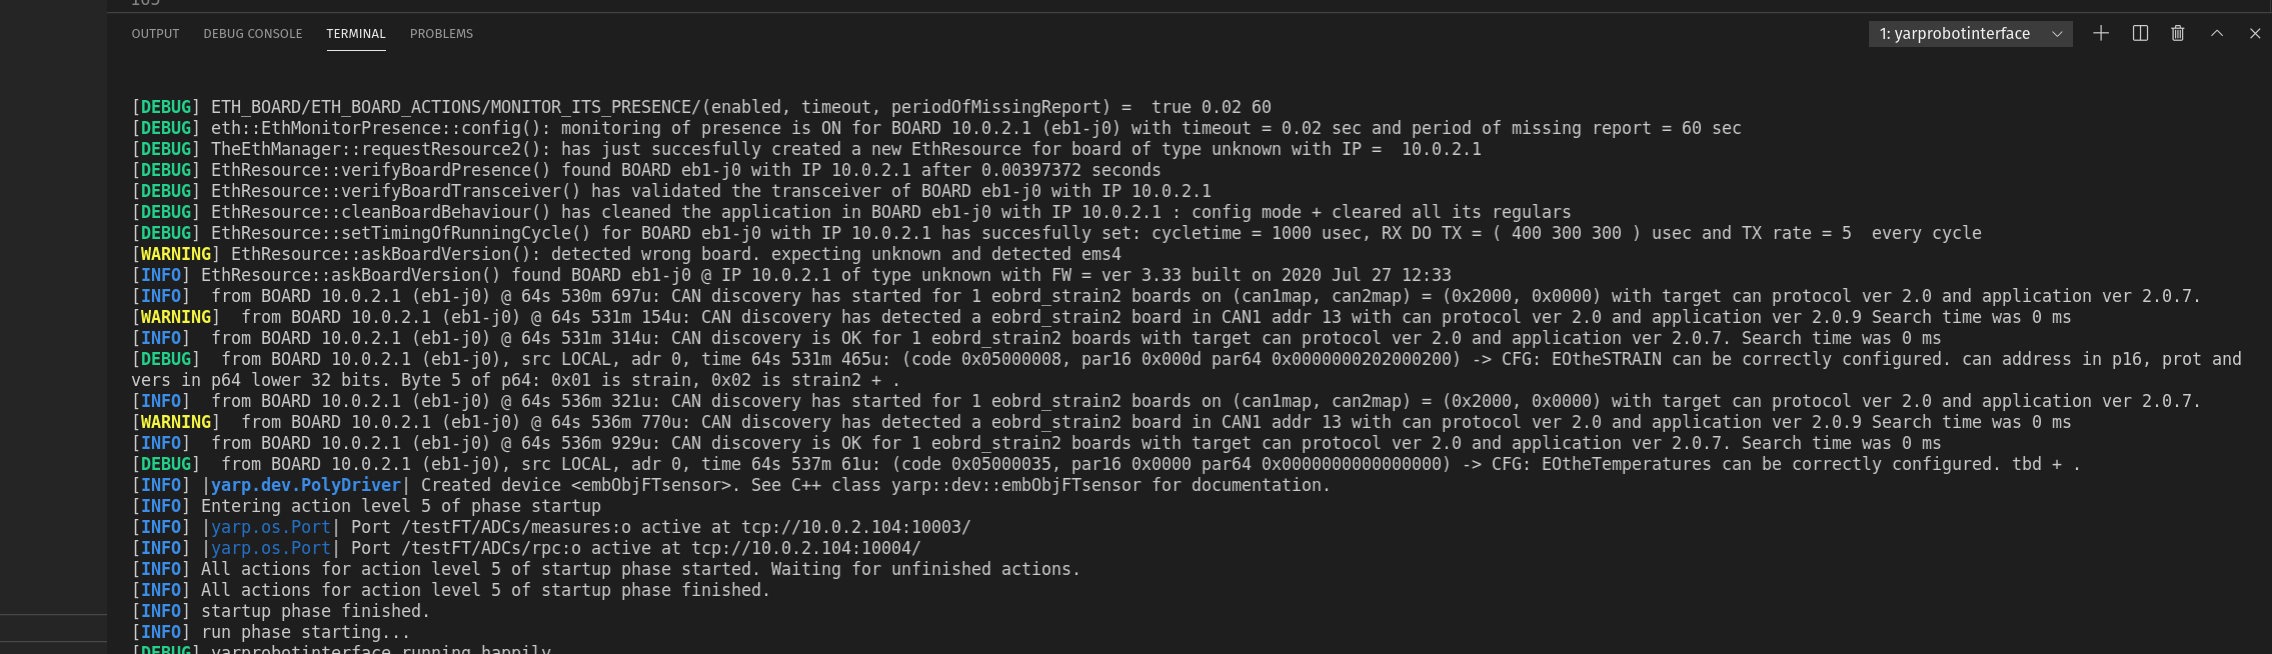 OUTPUT DEBUG CONSOLE TERMINAL PROBLEMS 1: yarprobotinterface
[DEBUG] ETH_BOARD/ETH_BOARD_ACTIONS/MONITOR_ITS_PRESENCE/(enabled, timeout, periodOfMissingReport) =  true 0.02 60
[DEBUG] eth::EthMonitorPresence::config(): monitoring of presence is ON for BOARD 10.0.2.1 (eb1-j0) with timeout = 0.02 sec and period of missing report = 60 sec
[DEBUG] TheEthManager::requestResource2(): has just succesfully created a new EthResource for board of type unknown with IP =  10.0.2.1
[DEBUG] EthResource::verifyBoardPresence() found BOARD eb1-j0 with IP 10.0.2.1 after 0.00397372 seconds
[DEBUG] EthResource::verifyBoardTransceiver() has validated the transceiver of BOARD eb1-j0 with IP 10.0.2.1
[DEBUG] EthResource::cleanBoardBehaviour() has cleaned the application in BOARD eb1-j0 with IP 10.0.2.1 : config mode + cleared all its regulars
[DEBUG] EthResource::setTimingOfRunningCycle() for BOARD eb1-j0 with IP 10.0.2.1 has succesfully set: cycletime = 1000 usec, RX DO TX = ( 400 300 300 ) usec and TX rate = 5  every cycle
[WARNING] EthResource::askBoardVersion(): detected wrong board. expecting unknown and detected ems4
[INFO] EthResource::askBoardVersion() found BOARD eb1-j0 @ IP 10.0.2.1 of type unknown with FW = ver 3.33 built on 2020 Jul 27 12:33
[INFO]  from BOARD 10.0.2.1 (eb1-j0) @ 64s 530m 697u: CAN discovery has started for 1 eobrd_strain2 boards on (can1map, can2map) = (0x2000, 0x0000) with target can protocol ver 2.0 and application ver 2.0.7.
[WARNING]  from BOARD 10.0.2.1 (eb1-j0) @ 64s 531m 154u: CAN discovery has detected a eobrd_strain2 board in CAN1 addr 13 with can protocol ver 2.0 and application ver 2.0.9 Search time was 0 ms
[INFO]  from BOARD 10.0.2.1 (eb1-j0) @ 64s 531m 314u: CAN discovery is OK for 1 eobrd_strain2 boards with target can protocol ver 2.0 and application ver 2.0.7. Search time was 0 ms
[DEBUG]  from BOARD 10.0.2.1 (eb1-j0), src LOCAL, adr 0, time 64s 531m 465u: (code 0x05000008, par16 0x000d par64 0x0000000202000200) -> CFG: EOtheSTRAIN can be correctly configured. can address in p16, prot and
vers in p64 lower 32 bits. Byte 5 of p64: 0x01 is strain, 0x02 is strain2 + .
[INFO]  from BOARD 10.0.2.1 (eb1-j0) @ 64s 536m 321u: CAN discovery has started for 1 eobrd_strain2 boards on (can1map, can2map) = (0x2000, 0x0000) with target can protocol ver 2.0 and application ver 2.0.7.
[WARNING]  from BOARD 10.0.2.1 (eb1-j0) @ 64s 536m 770u: CAN discovery has detected a eobrd_strain2 board in CAN1 addr 13 with can protocol ver 2.0 and application ver 2.0.9 Search time was 0 ms
[INFO]  from BOARD 10.0.2.1 (eb1-j0) @ 64s 536m 929u: CAN discovery is OK for 1 eobrd_strain2 boards with target can protocol ver 2.0 and application ver 2.0.7. Search time was 0 ms
[DEBUG]  from BOARD 10.0.2.1 (eb1-j0), src LOCAL, adr 0, time 64s 537m 61u: (code 0x05000035, par16 0x0000 par64 0x0000000000000000) -> CFG: EOtheTemperatures can be correctly configured. tbd + .
[INFO] |yarp.dev.PolyDriver| Created device <embObjFTsensor>. See C++ class yarp::dev::embObjFTsensor for documentation.
[INFO] Entering action level 5 of phase startup
[INFO] |yarp.os.Port| Port /testFT/ADCs/measures:o active at tcp://10.0.2.104:10003/
[INFO] |yarp.os.Port| Port /testFT/ADCs/rpc:o active at tcp://10.0.2.104:10004/
[INFO] All actions for action level 5 of startup phase started. Waiting for unfinished actions.
[INFO] All actions for action level 5 of startup phase finished.
[INFO] startup phase finished.
[INFO] run phase starting...
[DEBUG] yarprobotinterface running happily